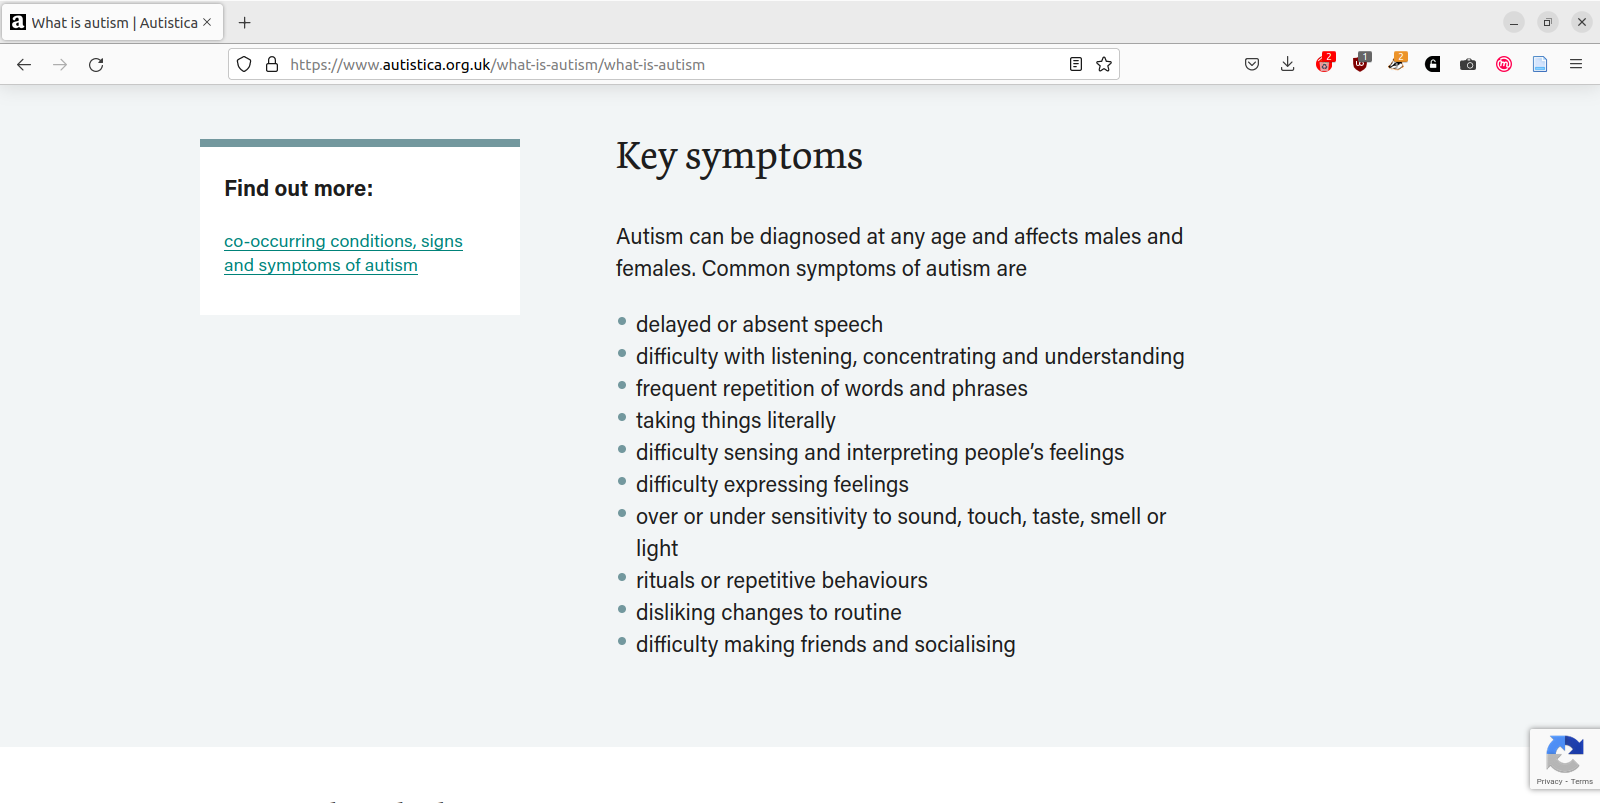 What is autism | Autistica
https://www.autistica.org.uk/what-is-autism/what-is-autism
2
1
2
Find out more:
co-occurring conditions, signs
and symptoms of autism
Key symptoms
Autism can be diagnosed at any age and affects males and
females. Common symptoms of autism are
delayed or absent speech
difficulty with listening, concentrating and understanding
frequent repetition of words and phrases
taking things literally
difficulty sensing and interpreting people’s feelings
difficulty expressing feelings
over or under sensitivity to sound, touch, taste, smell or
light
rituals or repetitive behaviours
disliking changes to routine
difficulty making friends and socialising
Privacy - Terms